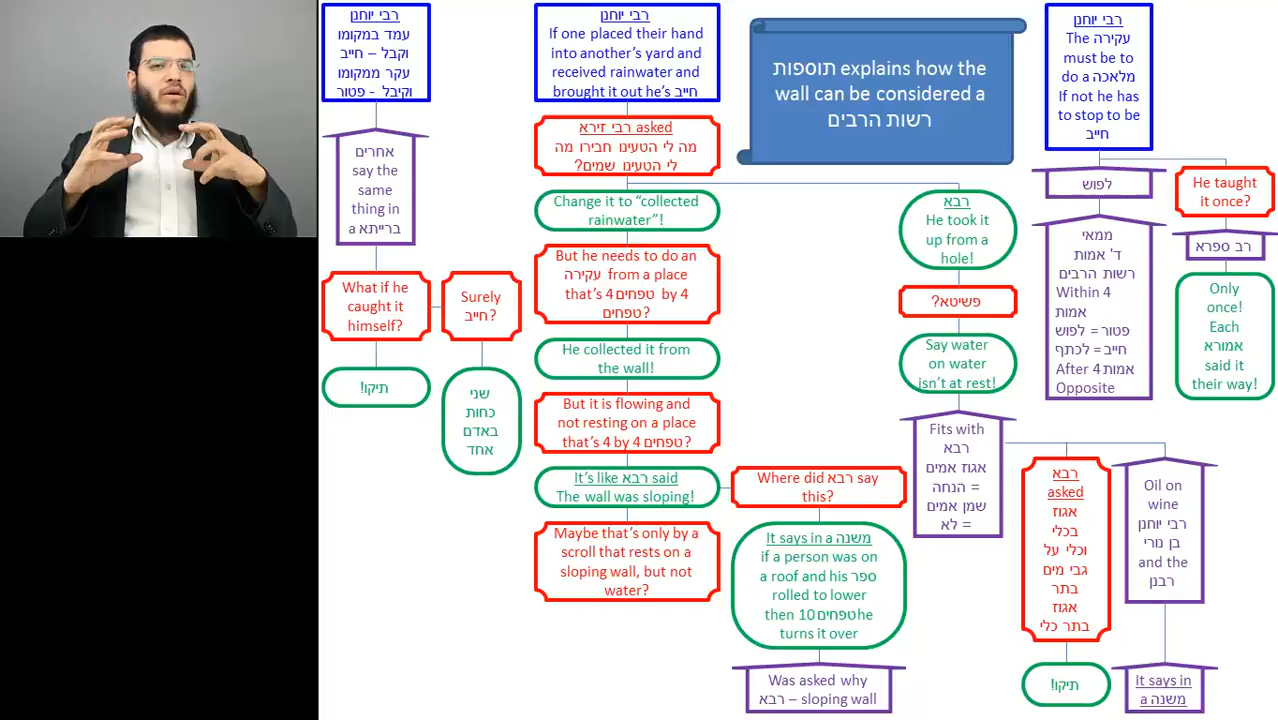 רבי יוחנן
עמד במקומו
וקבל – חייב
עקר ממקומו
וקיבל - פטור
אחרים
say the
same
thing in
a ברייתא
What if he
caught it
himself?
תיקו!
Surely
חייב?
שני
כחות
באדם
אחד
רבי יוחנן
If one placed their hand
into another's yard and
received rainwater and
brought it out he's חייב
רבי זירא asked
מה לי הטעינו חבירו מה
לי הטעינו שמים?
Change it to "collected
rainwater"!
But he needs to do an
עקירה from a place
that's 4 טפחים by 4
טפחים?
He collected it from
the wall!
But it is flowing and
not resting on a place
that's 4 by 4 טפחים?
It's like רבא said
The wall was sloping!
Maybe that's only by a
scroll that rests on a
sloping wall, but not
water?
Where did רבא say
this?
It says in a משנה
if a person was on
a roof and his ספר
rolled to lower
then 10 טפחים he
turns it over
Was asked why
רבא – sloping wall
תוספות explains how the
wall can be considered a
רשות הרבים
רבא
He took it
up from a
hole!
פשיטא?
Say water
on water
isn't at rest!
Fits with
רבא
אגוז אמים
= הנחה
שמן אמים
= לא
רבא
asked
אגוז
בכלי
וכלי על
גבי מים
בתר
אגוז
בתר כלי
תיקו!
Oil on
wine
רבי יוחנן
בן נורי
and the
רבנן
It says in
a משנה
רבי יוחנן
The עקירה
must be to
do a מלאכה
If not he has
to stop to be
חייב
לפוש
ממאי
ד' אמות
רשות הרבים
Within 4
אמות
פטור = לפוש
חייב = לכתף
After 4 אמות
Opposite
He taught
it once?
רב ספרא
Only
once!
Each
אמורא
said it
their way!